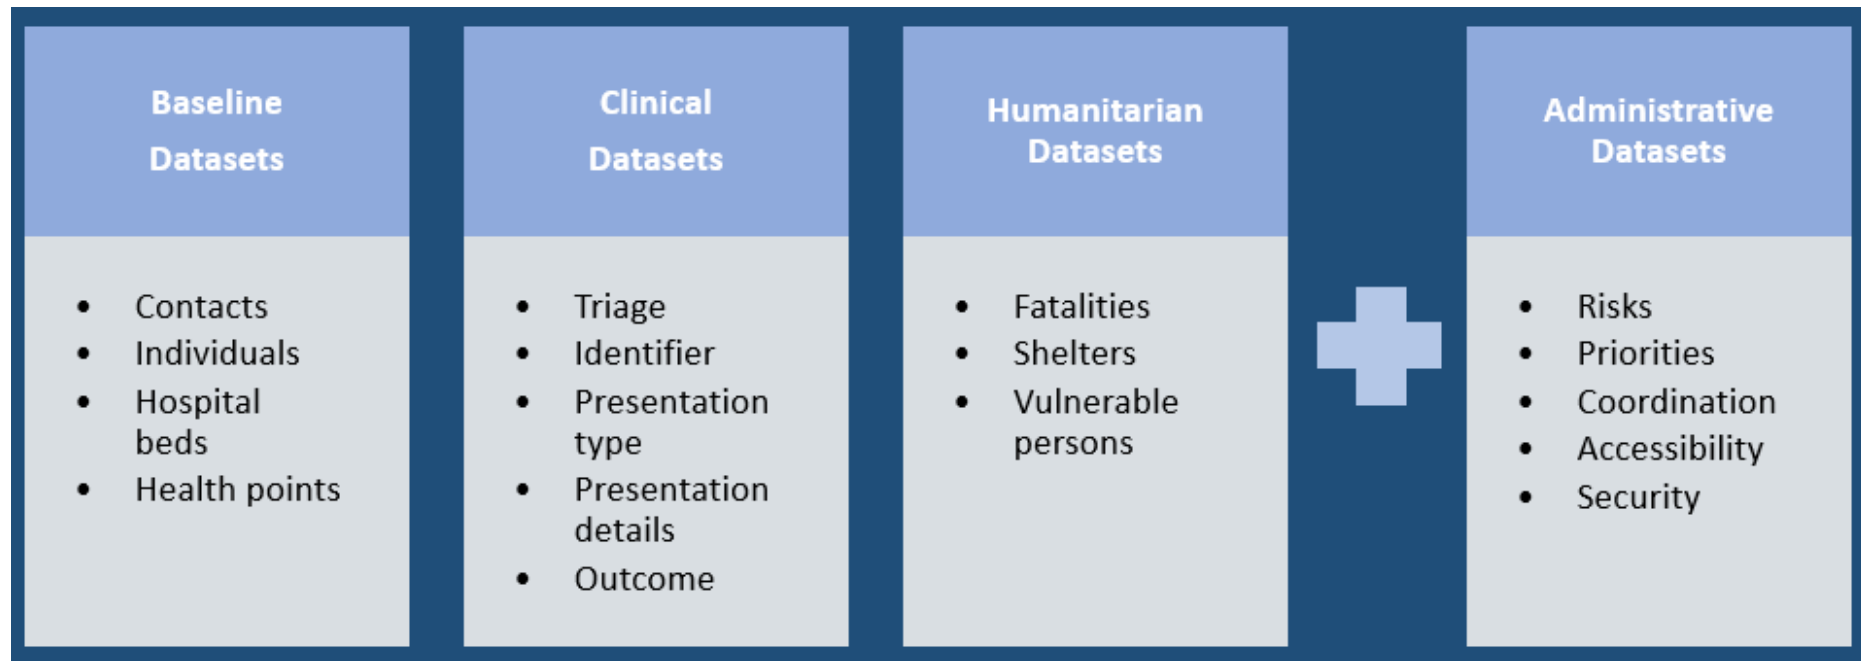 Baseline
Datasets
• Contacts
• Individuals
• Hospital
beds
• Health points
Clinical
Datasets
• Triage
• Identifier
• Presentation
type
• Presentation
details
• Outcome
Humanitarian
Datasets
• Fatalities
• Shelters
• Vulnerable
persons
Administrative
Datasets
• Risks
• Priorities
• Coordination
• Accessibility
• Security